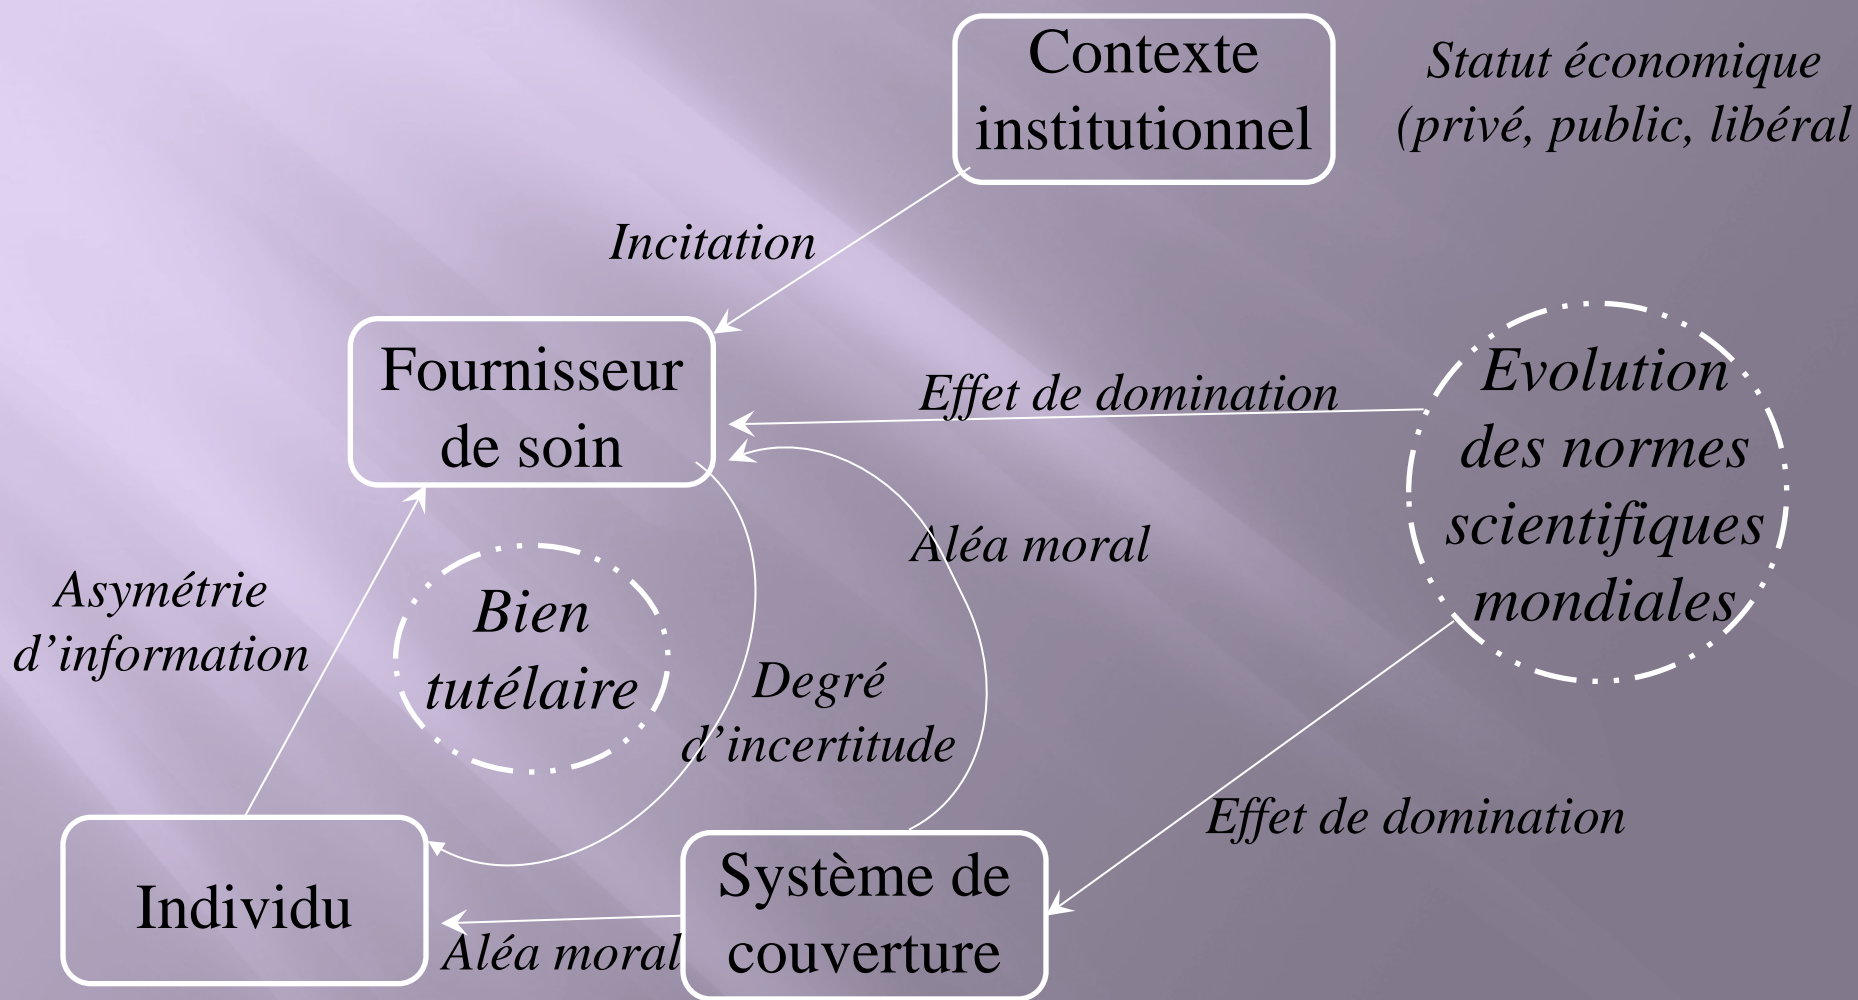 Contexte
institutionnel
Statut économique
(privé, public, libéral
Incitation
Fournisseur
de soin
Effet de domination
Evolution
des normes
scientifiques
mondiales
Aléa moral
Asymétrie
d’information
Bien
tutélaire
Degré
d’incertitude
Effet de domination
Individu
Aléa moral
Système de
couverture